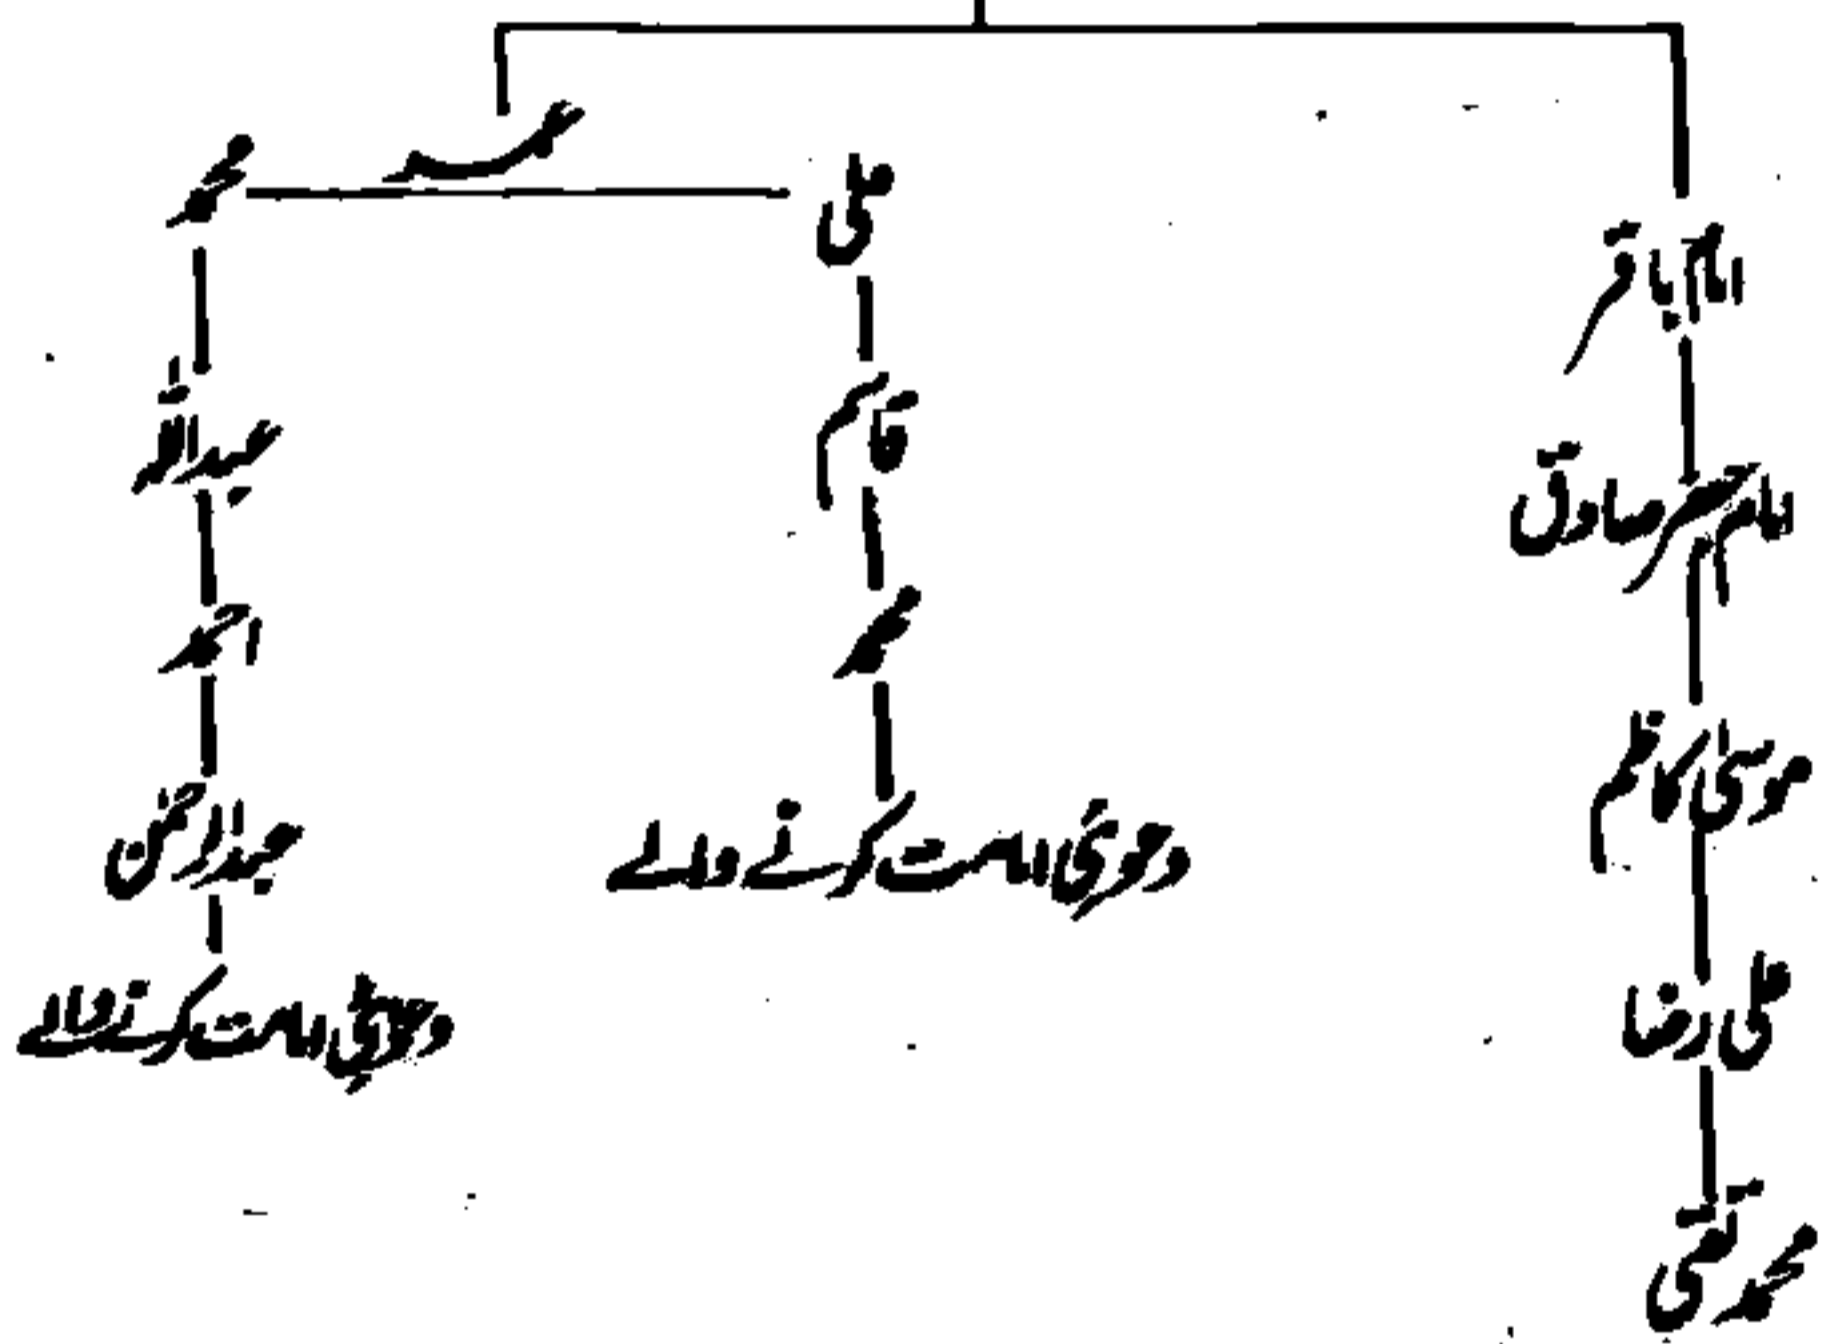 عمر
امام باقر
امام جعفر صادق
موسیٰ کاظم
علی رضا
محمد تقی
علی
قاسم
محمد
دعویٰ امامت کرنے والے
محمد
عبداللہ
احمد
عبدالرحمٰن
دعویٰ امامت کرنے والے